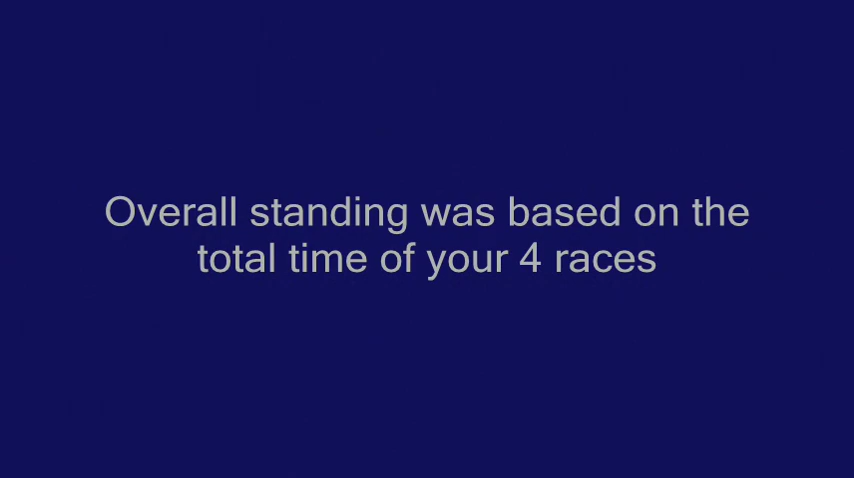 Overall standing was based on the
total time of your 4 races